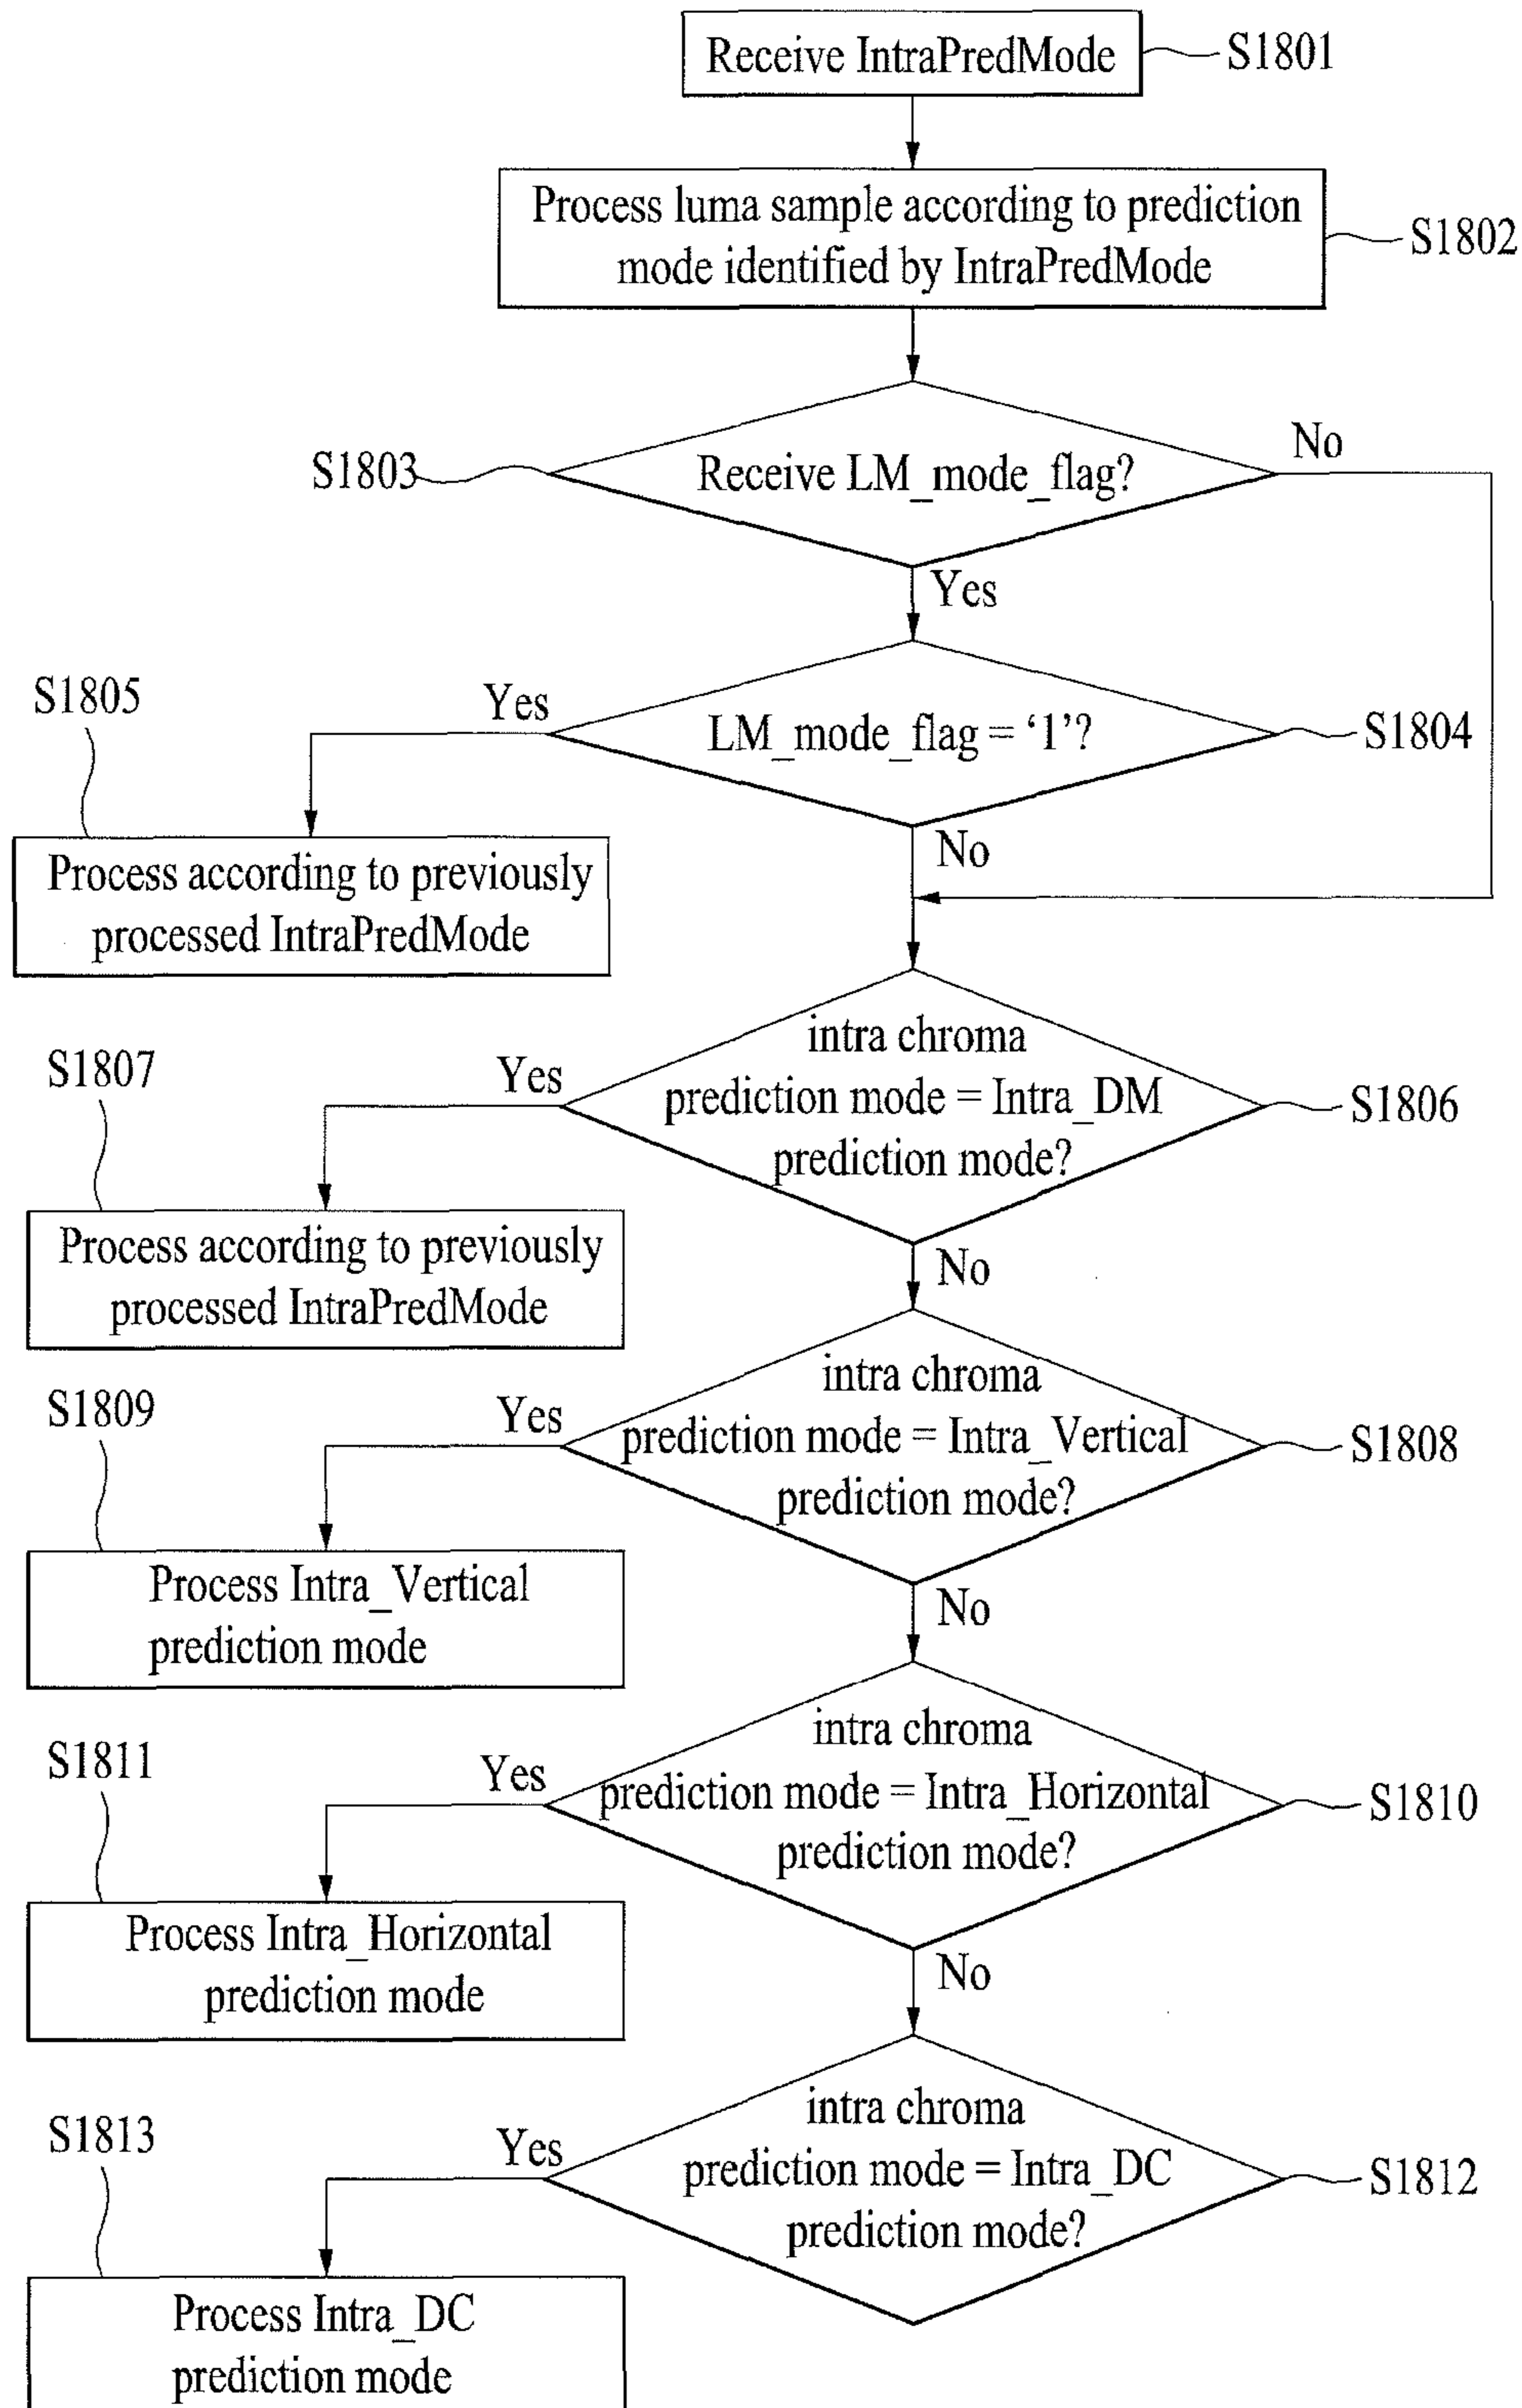 Receive IntraPredMode
S1801
Process luma sample according to prediction
mode identified by IntraPredMode
S1802
S1803
Receive LM_mode_flag?
No
Yes
S1805
Yes
LM_mode_flag = ‘1’?
S1804
Process according to previously
processed IntraPredMode
No
S1807
Yes
intra chroma
prediction mode = Intra_DM
prediction mode?
S1806
Process according to previously
processed IntraPredMode
No
S1809
Yes
intra chroma
prediction mode = Intra_Vertical
prediction mode?
S1808
Process Intra_Vertical
prediction mode
No
S1811
Yes
intra chroma
prediction mode = Intra_Horizontal
prediction mode?
S1810
Process Intra_Horizontal
prediction mode
No
S1813
Yes
intra chroma
prediction mode = Intra_DC
prediction mode?
S1812
Process Intra_DC
prediction mode